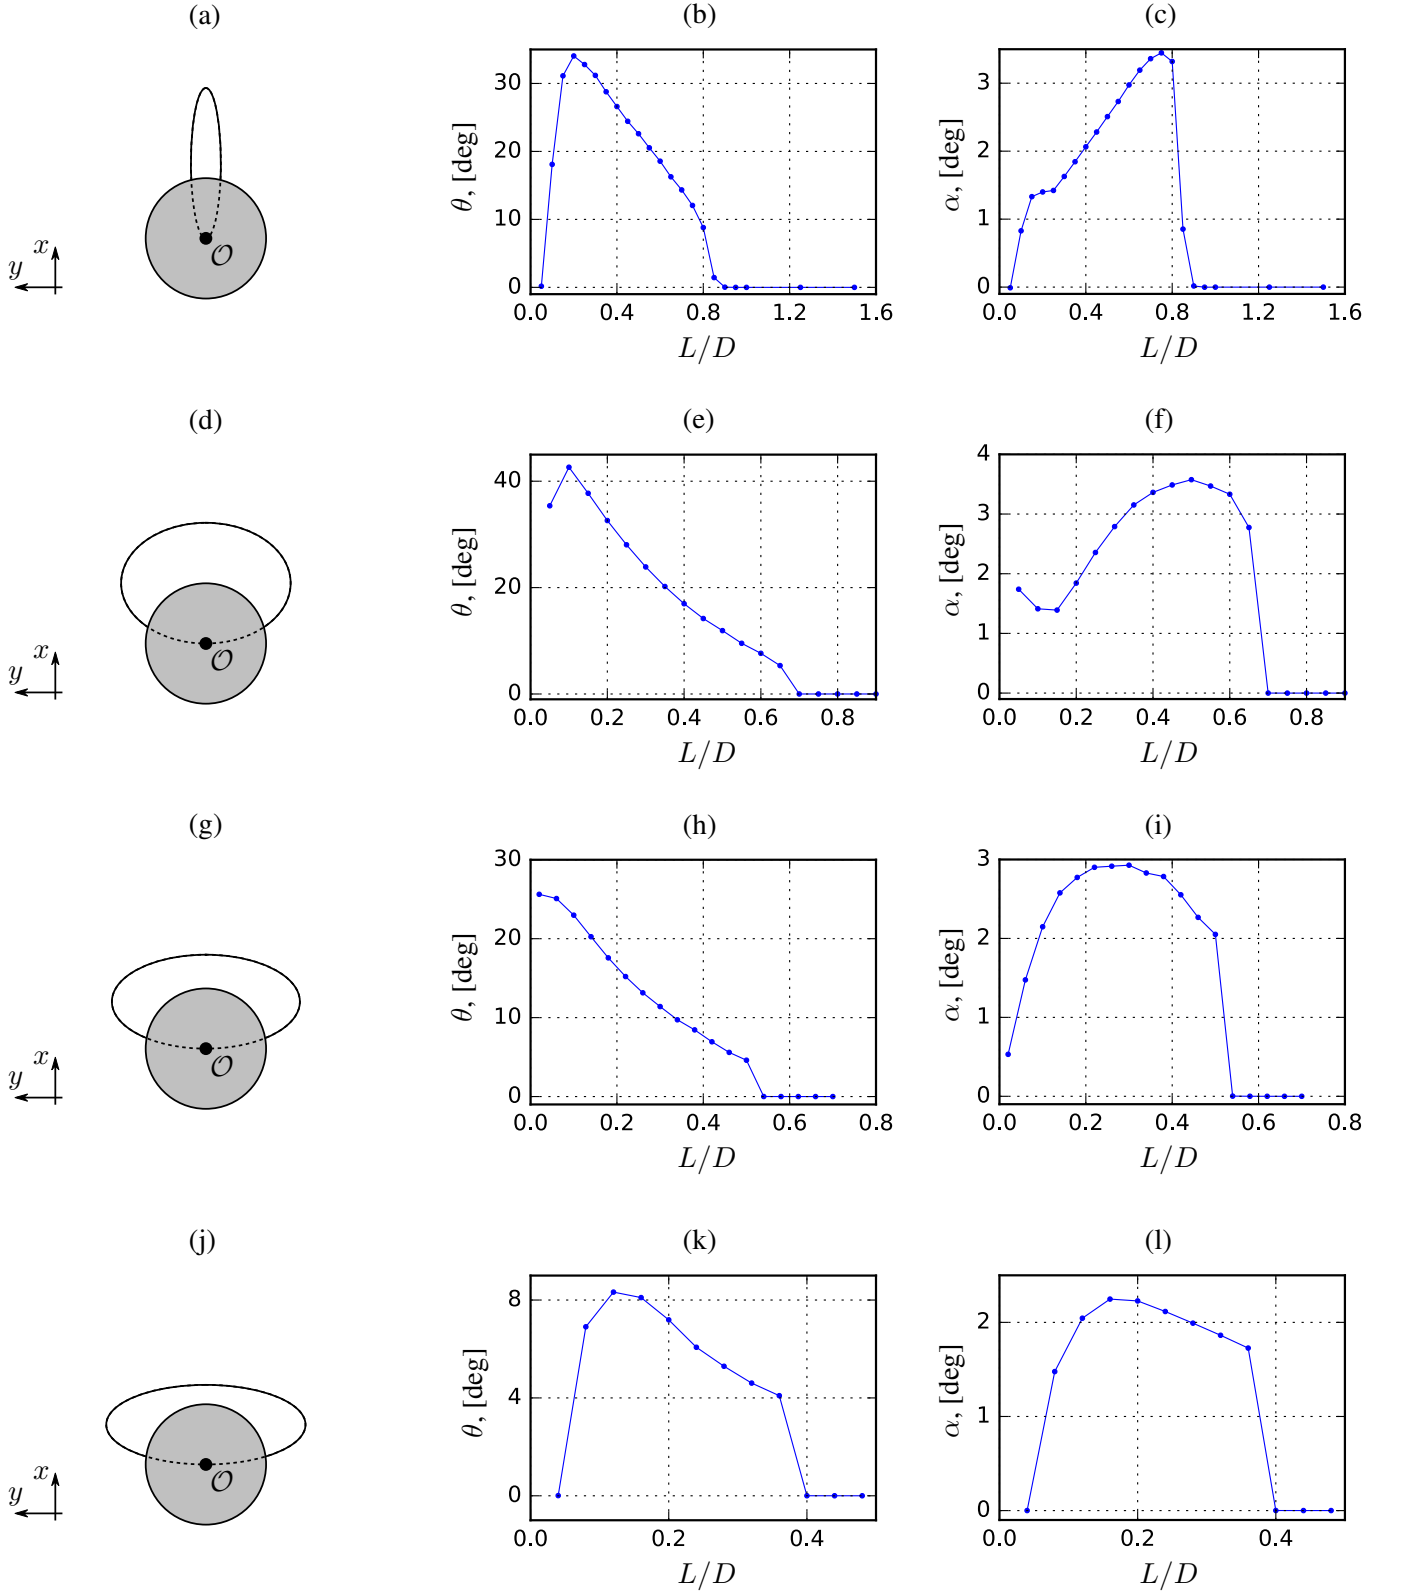 (a) (b) (c)
x
y
𝒪
θ, [deg]
30
20
10
0
0.0 0.4 0.8 1.2 1.6
L/D
α, [deg]
3
2
1
0
0.0 0.4 0.8 1.2 1.6
L/D
(d) (e) (f)
x
y
𝒪
θ, [deg]
40
20
0
0.0 0.2 0.4 0.6 0.8
L/D
α, [deg]
4
3
2
1
0
0.0 0.2 0.4 0.6 0.8
L/D
(g) (h) (i)
x
y
𝒪
θ, [deg]
30
20
10
0
0.0 0.2 0.4 0.6 0.8
L/D
α, [deg]
3
2
1
0
0.0 0.2 0.4 0.6 0.8
L/D
(j) (k) (l)
x
y
𝒪
θ, [deg]
8
4
0
0.0 0.2 0.4
L/D
α, [deg]
2
1
0
0.0 0.2 0.4
L/D